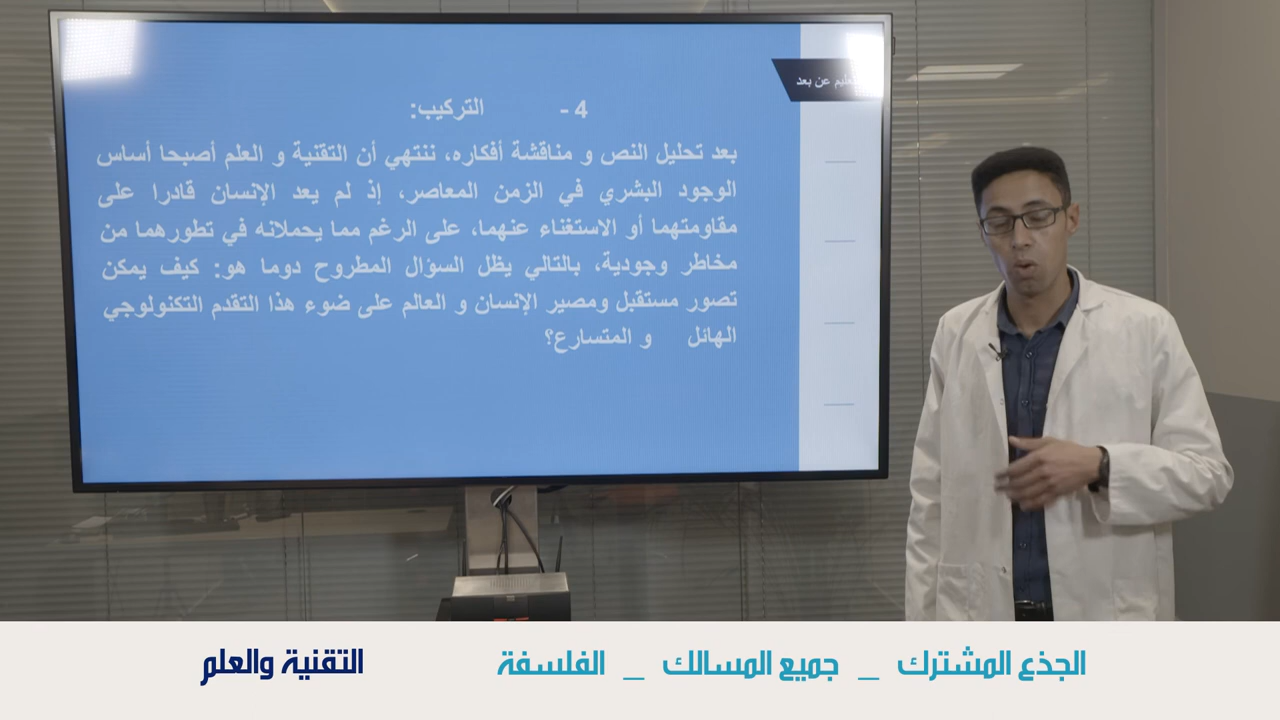 عن بعد
4- التركيب:
بعد تحليل النص و مناقشة أفكاره، ننتهي أن التقنية و العلم أصبحا أساس
الوجود البشري في الزمن المعاصر، إذ لم يعد الإنسان قادرا على
مقاومتهما أو الاستغناء عنهما، على الرغم مما يحملانه في تطورهما من
مخاطر وجودية، بالتالي يظل السؤال المطروح دوما هو: كيف يمكن
تصور مستقبل ومصير الإنسان و العالم على ضوء هذا التقدم التكنولوجي
الهائل و المتسارع؟
الجذع المشترك _ جميع المسالك _ الفلسفة
التقنية والعلم